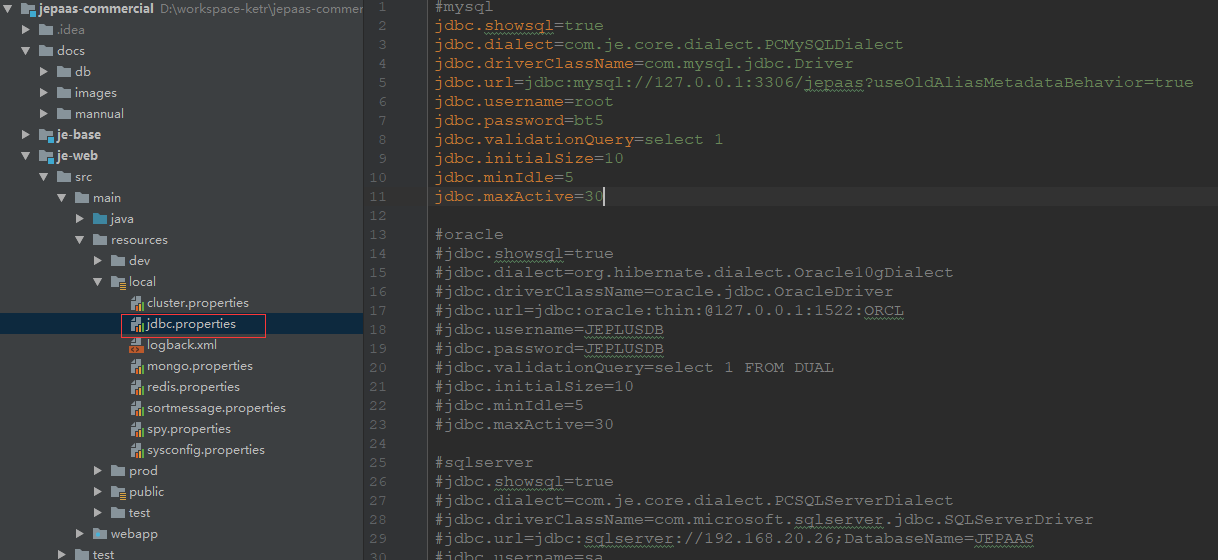 jepaas-commercial D:\workspace-ketr\jepaas-commer
.idea
docs
db
images
mannual
je-base
je-web
src
main
java
resources
dev
local
cluster.properties
jdbc.properties
logback.xml
mongo.properties
redis.properties
sortmessage.properties
spy.properties
sysconfig.properties
prod
public
test
webapp
test
1 #mysql
2 jdbc.showsql=true
3 jdbc.dialect=com.je.core.dialect.PCMySQLDialect
4 jdbc.driverClassName=com.mysql.jdbc.Driver
5 jdbc.url=jdbc:mysql://127.0.0.1:3306/jepaas?useOldAliasMetadataBehavior=true
6 jdbc.username=root
7 jdbc.password=bt5
8 jdbc.validationQuery=select 1
9 jdbc.initialSize=10
10 jdbc.minIdle=5
11 jdbc.maxActive=30
12
13 #oracle
14 #jdbc.showsql=true
15 #jdbc.dialect=org.hibernate.dialect.Oracle10gDialect
16 #jdbc.driverClassName=oracle.jdbc.OracleDriver
17 #jdbc.url=jdbc:oracle:thin:@127.0.0.1:1522:ORCL
18 #jdbc.username=JEPLUSDB
19 #jdbc.password=JEPLUSDB
20 #jdbc.validationQuery=select 1 FROM DUAL
21 #jdbc.initialSize=10
22 #jdbc.minIdle=5
23 #jdbc.maxActive=30
24
25 #sqlserver
26 #jdbc.showsql=true
27 #jdbc.dialect=com.je.core.dialect.PCSQLServerDialect
28 #jdbc.driverClassName=com.microsoft.sqlserver.jdbc.SQLServerDriver
29 #jdbc.url=jdbc:sqlserver://192.168.20.26;DatabaseName=JEPAAS
30 #jdbc.username=sa